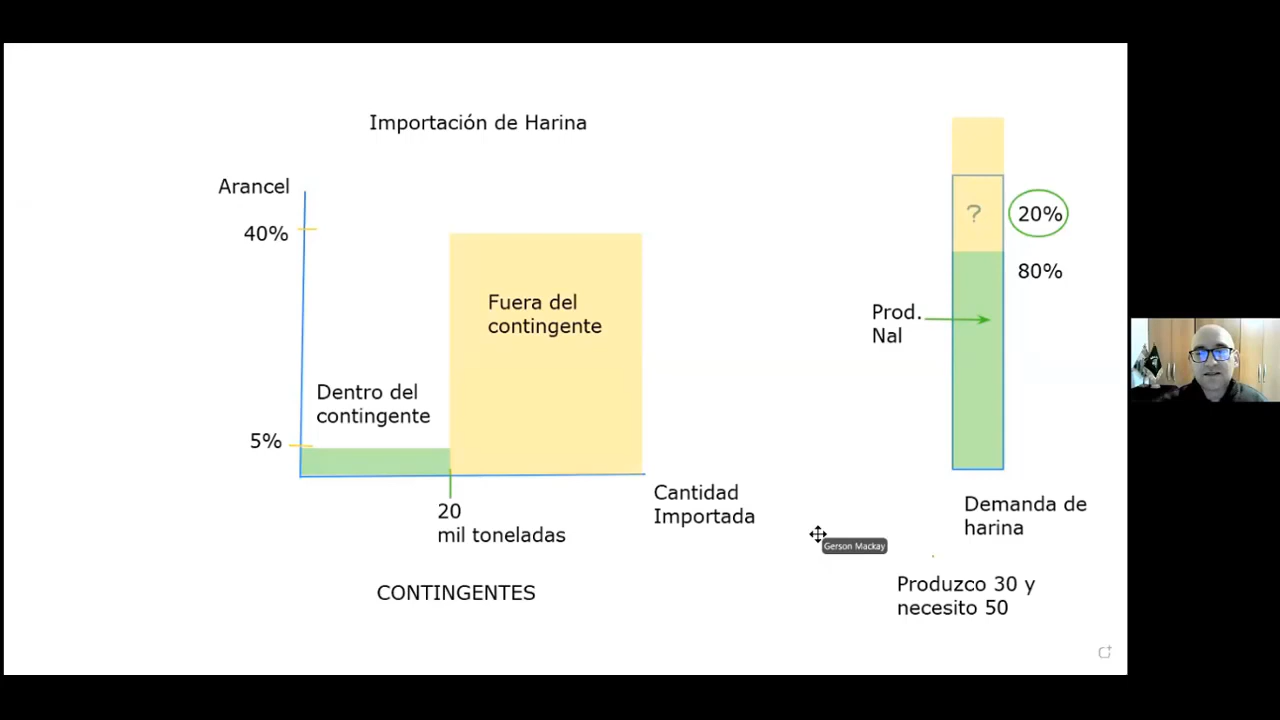 Importación de Harina
Arancel
40%
Fuera del
contingente
Dentro del
contingente
5%
20
mil toneladas
Cantidad
Importada
CONTINGENTES
?
20%
80%
Prod.
Nal
Demanda de
harina
Gerson Mackay
Produzco 30 y
necesito 50